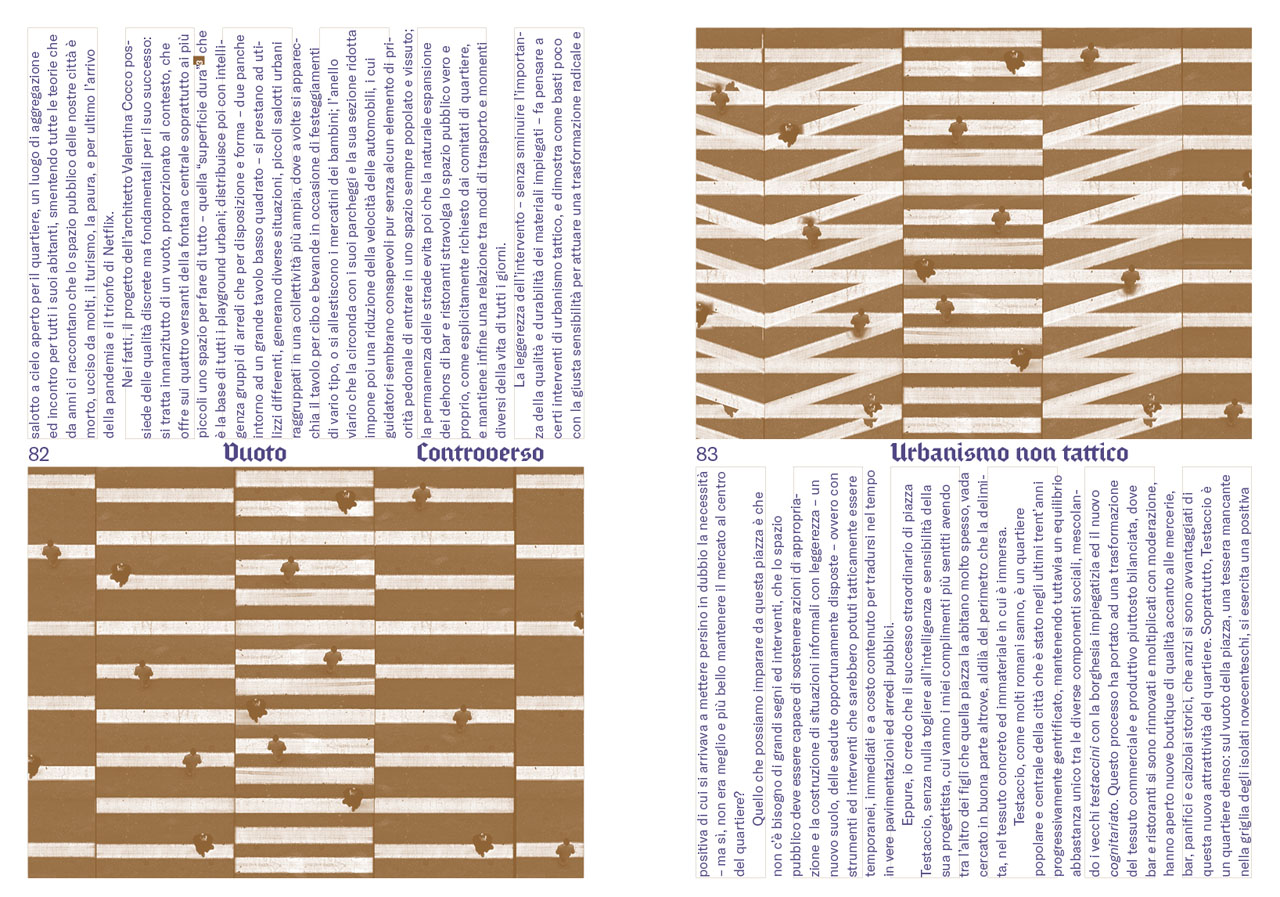 salotto a cielo aperto per il quartiere, un luogo di aggregazione
ed incontro per tutti i suoi abitanti, smentendo tutte le teorie che
da anni ci raccontano che lo spazio pubblico delle nostre città è
morto, ucciso da molti, il turismo, la paura, e per ultimo l’arrivo
della pandemia e il trionfo di Netflix.
Nei fatti, il progetto dell’architetto Valentina Cocco pos-
siede delle qualità discrete ma fondamentali per il suo successo:
si tratta innanzitutto di un vuoto, proporzionato al contesto, che
offre sui quattro versanti della fontana centrale soprattutto ai più
piccoli uno spazio per fare di tutto – quella “superficie dura” che
è la base di tutti i playground urbani; distribuisce poi con intelli-
genza gruppi di arredi che per disposizione e forma – due panche
intorno ad un grande tavolo basso quadrato – si prestano ad uti-
lizzi differenti, generano diverse situazioni, piccoli salotti urbani
raggruppati in una collettività più ampia, dove a volte si apparec-
chia il tavolo per cibo e bevande in occasione di festeggiamenti
di vario tipo, o si allestiscono i mercatini dei bambini; l’anello
viario che la circonda con i suoi parcheggi e la sua sezione ridotta
impone poi una riduzione della velocità delle automobili, i cui
guidatori sembrano consapevoli pur senza alcun elemento di pri-
orità pedonale di entrare in uno spazio sempre popolato e vissuto;
la permanenza delle strade evita poi che la naturale espansione
dei dehors di bar e ristoranti stravolga lo spazio pubblico vero e
proprio, come esplicitamente richiesto dai comitati di quartiere,
e mantiene infine una relazione tra modi di trasporto e momenti
diversi della vita di tutti i giorni.
La leggerezza dell’intervento – senza sminuire l’importan-
za della qualità e durabilità dei materiali impiegati – fa pensare a
certi interventi di urbanismo tattico, e dimostra come basti poco
con la giusta sensibilità per attuare una trasformazione radicale e
82 Vuoto Controverso
83 Urbanismo non tattico
positiva di cui si arrivava a mettere persino in dubbio la necessità
– ma sì, non era meglio e più bello mantenere il mercato al centro
del quartiere?
Quello che possiamo imparare da questa piazza è che
non c’è bisogno di grandi segni ed interventi, che lo spazio
pubblico deve essere capace di sostenere azioni di appropria-
zione e la costruzione di situazioni informali con leggerezza – un
nuovo suolo, delle sedute opportunamente disposte – ovvero con
strumenti ed interventi che sarebbero potuti tatticamente essere
temporanei, immediati e a costo contenuto per tradursi nel tempo
in vere pavimentazioni ed arredi pubblici.
Eppure, io credo che il successo straordinario di piazza
Testaccio, senza nulla togliere all’intelligenza e sensibilità della
sua progettista, cui vanno i miei complimenti più sentiti avendo
tra l’altro dei figli che quella piazza la abitano molto spesso, vada
cercato in buona parte altrove, aldilà del perimetro che la delimi-
ta, nel tessuto concreto ed immateriale in cui è immersa.
Testaccio, come molti romani sanno, è un quartiere
popolare e centrale della città che è stato negli ultimi trent’anni
progressivamente gentrificato, mantenendo tuttavia un equilibrio
abbastanza unico tra le diverse componenti sociali, mescolan-
do i vecchi testaccini con la borghesia impiegatizia ed il nuovo
cognitariato. Questo processo ha portato ad una trasformazione
del tessuto commerciale e produttivo piuttosto bilanciata, dove
bar e ristoranti si sono rinnovati e moltiplicati con moderazione,
hanno aperto nuove boutique di qualità accanto alle mercerie,
bar, panifici e calzolai storici, che anzi si sono avvantaggiati di
questa nuova attrattività del quartiere. Soprattutto, Testaccio è
un quartiere denso: sul vuoto della piazza, una tessera mancante
nella griglia degli isolati novecenteschi, si esercita una positiva